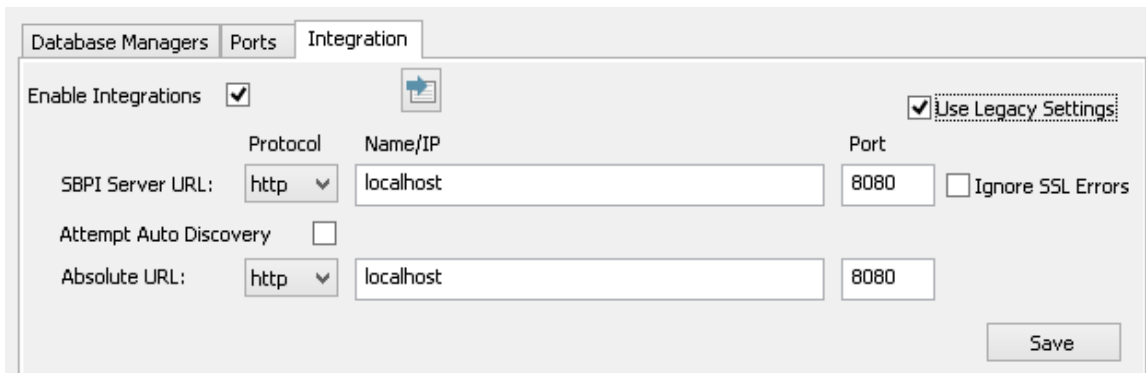 Database Managers Ports Integration
Enable Integrations
Use Legacy Settings
Protocol Name/IP Port
SBPI Server URL: http localhost 8080 Ignore SSL Errors
Attempt Auto Discovery
Absolute URL: http localhost 8080
Save